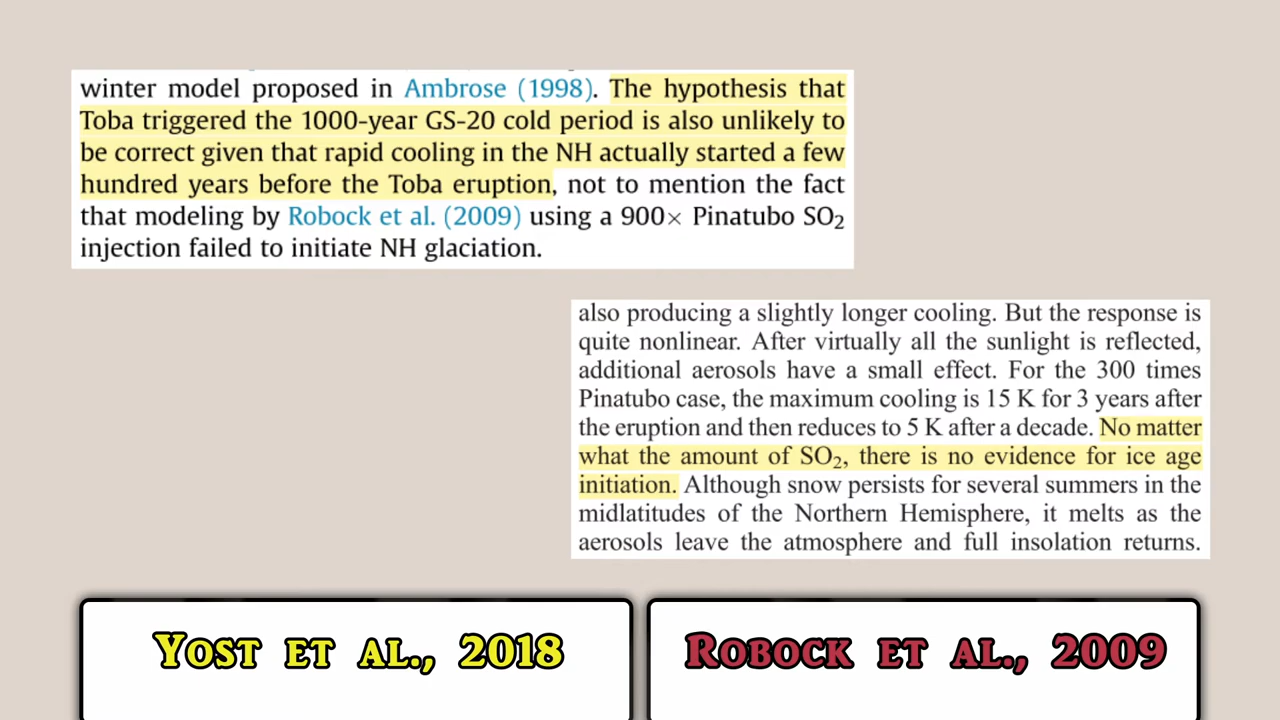 winter model proposed in Ambrose (1998). The hypothesis that
Toba triggered the 1000-year GS-20 cold period is also unlikely to
be correct given that rapid cooling in the NH actually started a few
hundred years before the Toba eruption, not to mention the fact
that modeling by Robock et al. (2009) using a 900× Pinatubo SO₂
injection failed to initiate NH glaciation.
also producing a slightly longer cooling. But the response is
quite nonlinear. After virtually all the sunlight is reflected,
additional aerosols have a small effect. For the 300 times
Pinatubo case, the maximum cooling is 15 K for 3 years after
the eruption and then reduces to 5 K after a decade. No matter
what the amount of SO₂, there is no evidence for ice age
initiation. Although snow persists for several summers in the
midlatitudes of the Northern Hemisphere, it melts as the
aerosols leave the atmosphere and full insolation returns.
Yost et al., 2018
Robock et al., 2009